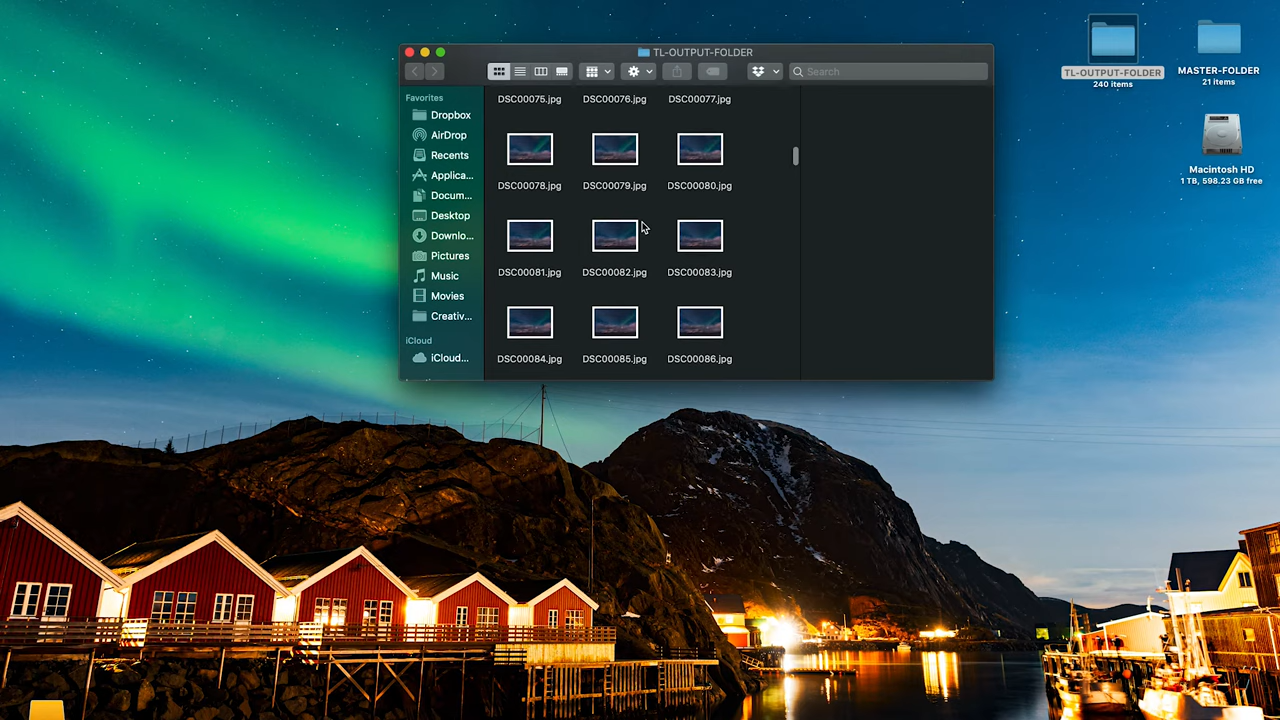 TL-OUTPUT-FOLDER
Search
Favorites
Dropbox
AirDrop
Recents
Applica...
Docum...
Desktop
Downlo...
Pictures
Music
Movies
Creativ...
iCloud
iCloud...
DSC00075.jpg DSC00076.jpg DSC00077.jpg
DSC00078.jpg DSC00079.jpg DSC00080.jpg
DSC00081.jpg DSC00082.jpg DSC00083.jpg
DSC00084.jpg DSC00085.jpg DSC00086.jpg
TL-OUTPUT-FOLDER
240 items
MASTER-FOLDER
21 items
Macintosh HD
1 TB, 598.23 GB free